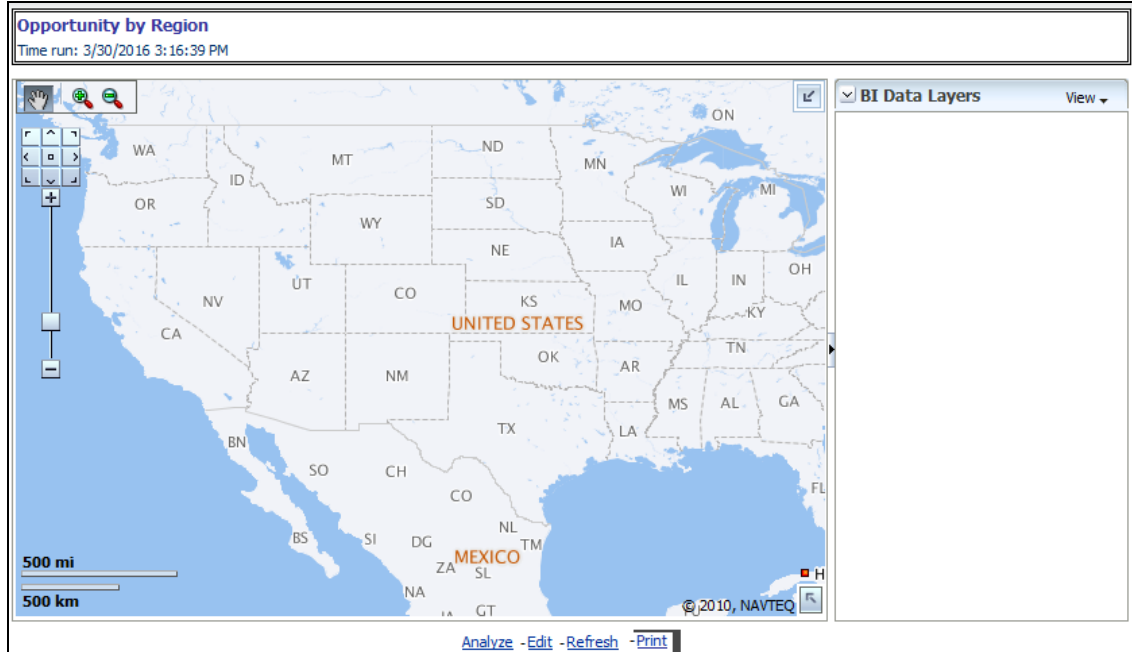 Opportunity by Region
Time run: 3/30/2016 3:16:39 PM
BI Data Layers View
ON
WA
MT
ND
MN
ID
WI
MI
OR
SD
WY
IA
NE
OH
UT
IL
IN
CO
NV
KS
MO
KY
UNITED STATES
CA
TN
OK
AR
AZ
NM
MS
AL
GA
TX
LA
BN
SO
CH
FL
CO
NL
BS
SI
DG
TM
MEXICO
500 mi
ZA
SL
H
NA
500 km
GT
© 2010, NAVTEQ
Analyze -Edit -Refresh -Print